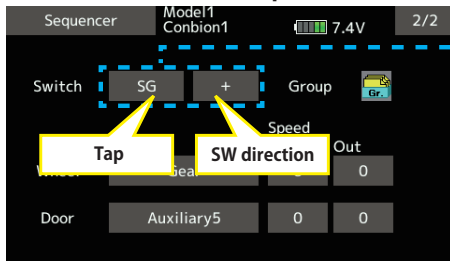 Sequencer Model1 Conbion1 7.4V 2/2
Switch SG + Group Gr.
Speed
Tap SW direction Out
0
Door Auxiliary5 0 0